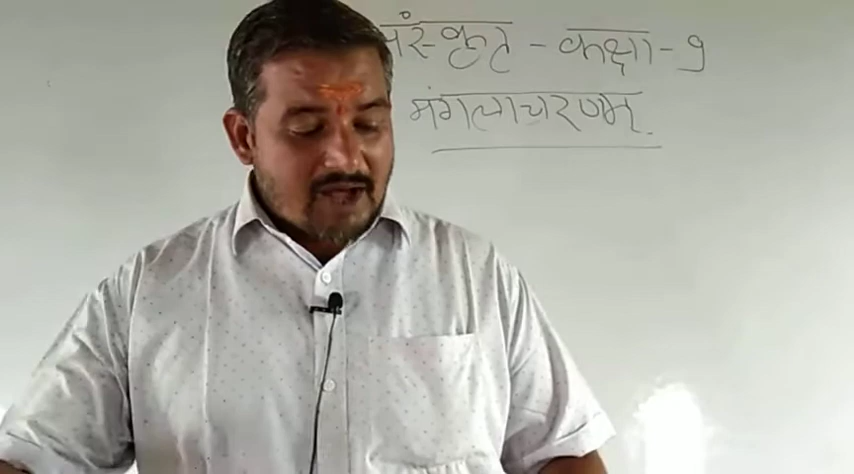 संस्कृत - कक्षा - 9
मंगलाचरणम्